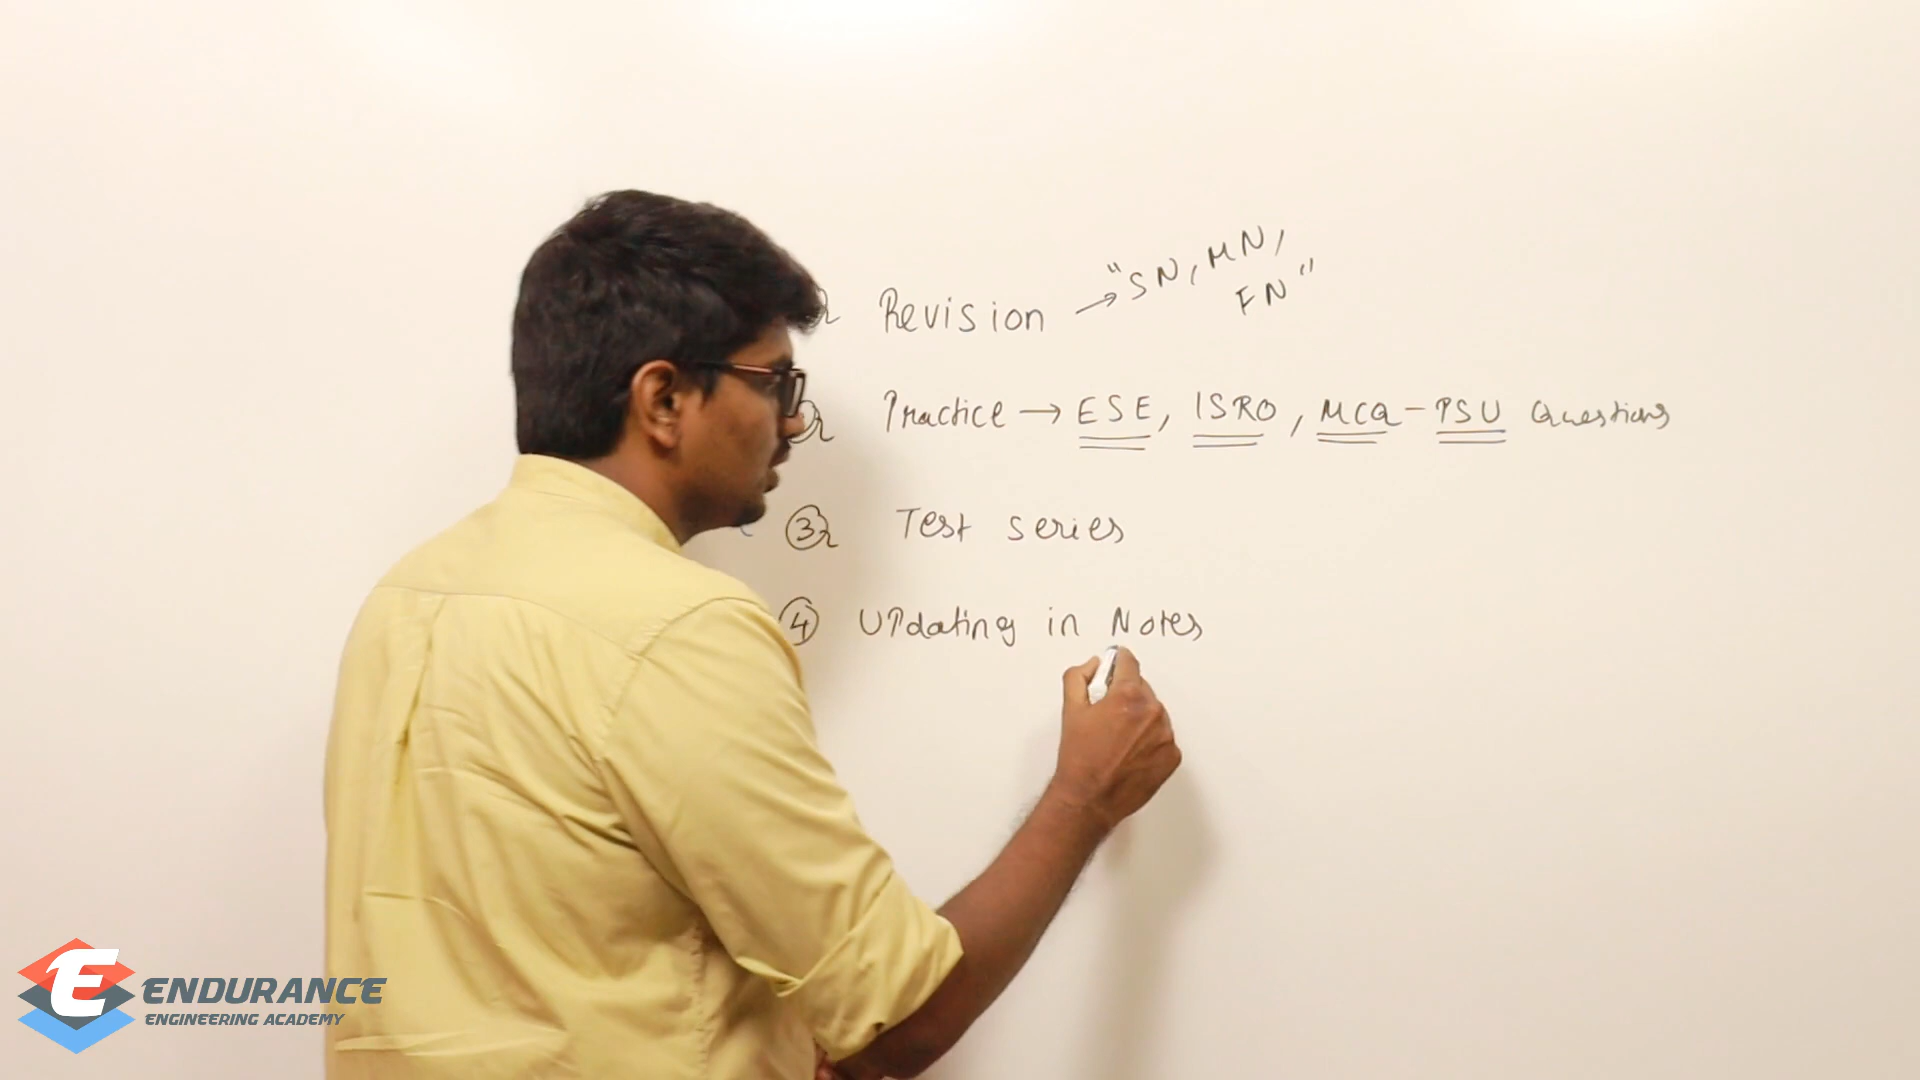 Revision → "SN, MN,
FN"
Practice → ESE, ISRO, MCQ - PSU Questions
③ Test series
④ UPdating in Notes
ENDURANCE
ENGINEERING ACADEMY